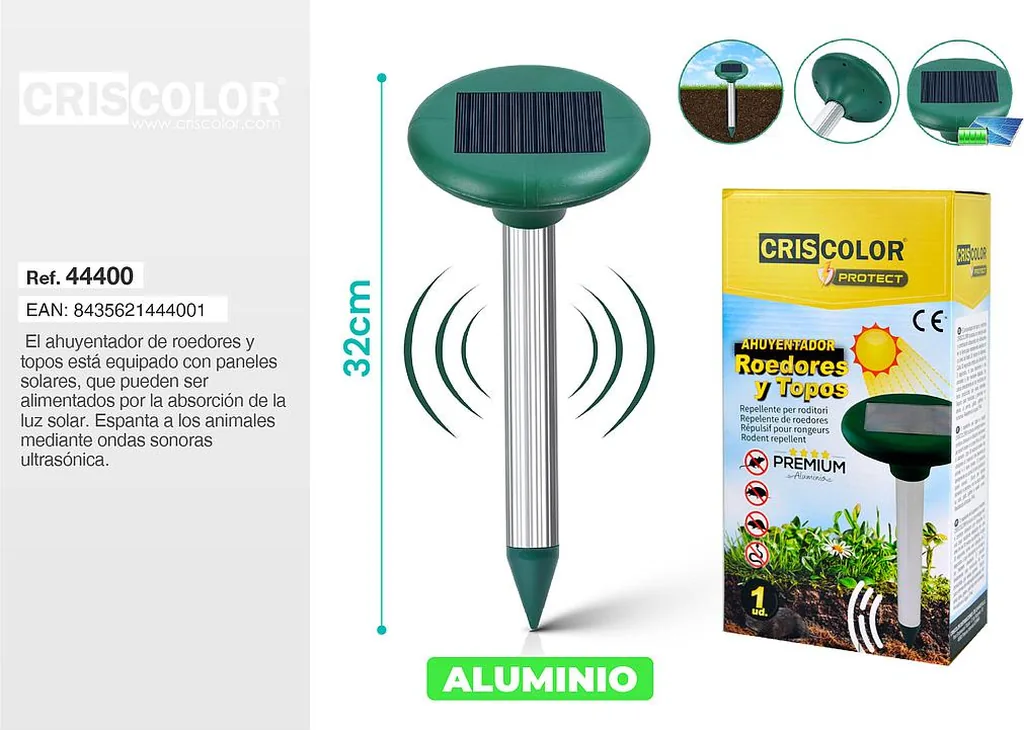 CRISCOLOR®
www.criscolor.com
Ref. 44400
EAN: 8435621444001
El ahuyentador de roedores y
topos está equipado con paneles
solares, que pueden ser
alimentados por la absorción de la
luz solar. Espanta a los animales
mediante ondas sonoras
ultrasónica.
32cm
ALUMINIO
CRISCOLOR
PROTECT
CE
AHUYENTADOR
Roedores
y Topos
Repellente per roditori
Repelente de roedores
Répulsif pour rongeurs
Rodent repellent
PREMIUM
Aluminio
1
ud.
CRISCOLOR
PROTECT